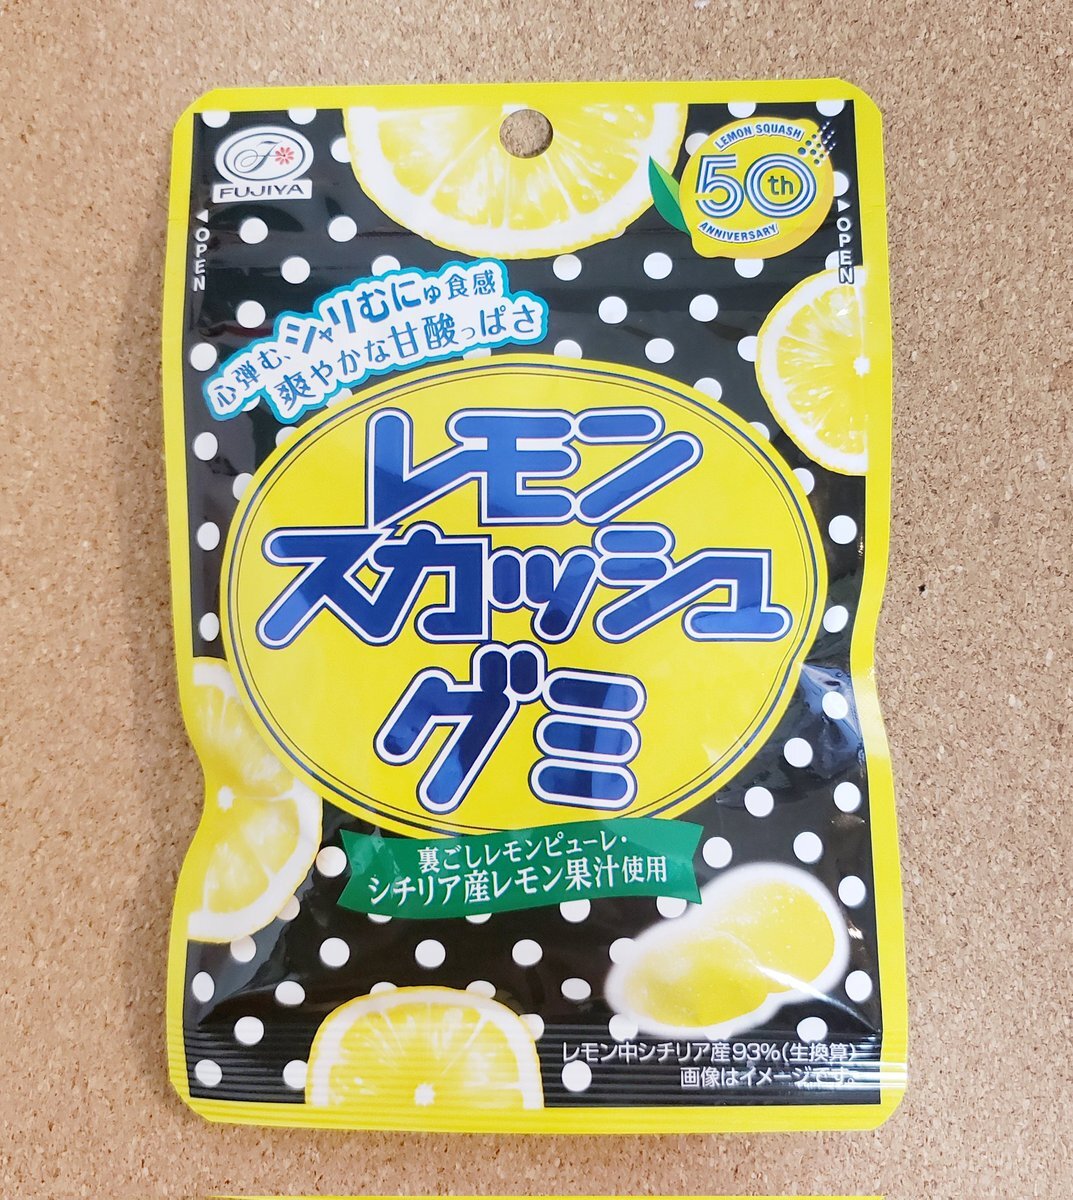 FUJIYA
LEMON SQUASH
50th
ANNIVERSARY
OPEN
OPEN
心弾む、シャリむにゅ食感
爽やかな甘酸っぱさ
レモン
スカッシュ
グミ
裏ごしレモンピューレ・
シチリア産レモン果汁使用
レモン中シチリア産93%(生換算)
画像はイメージです。